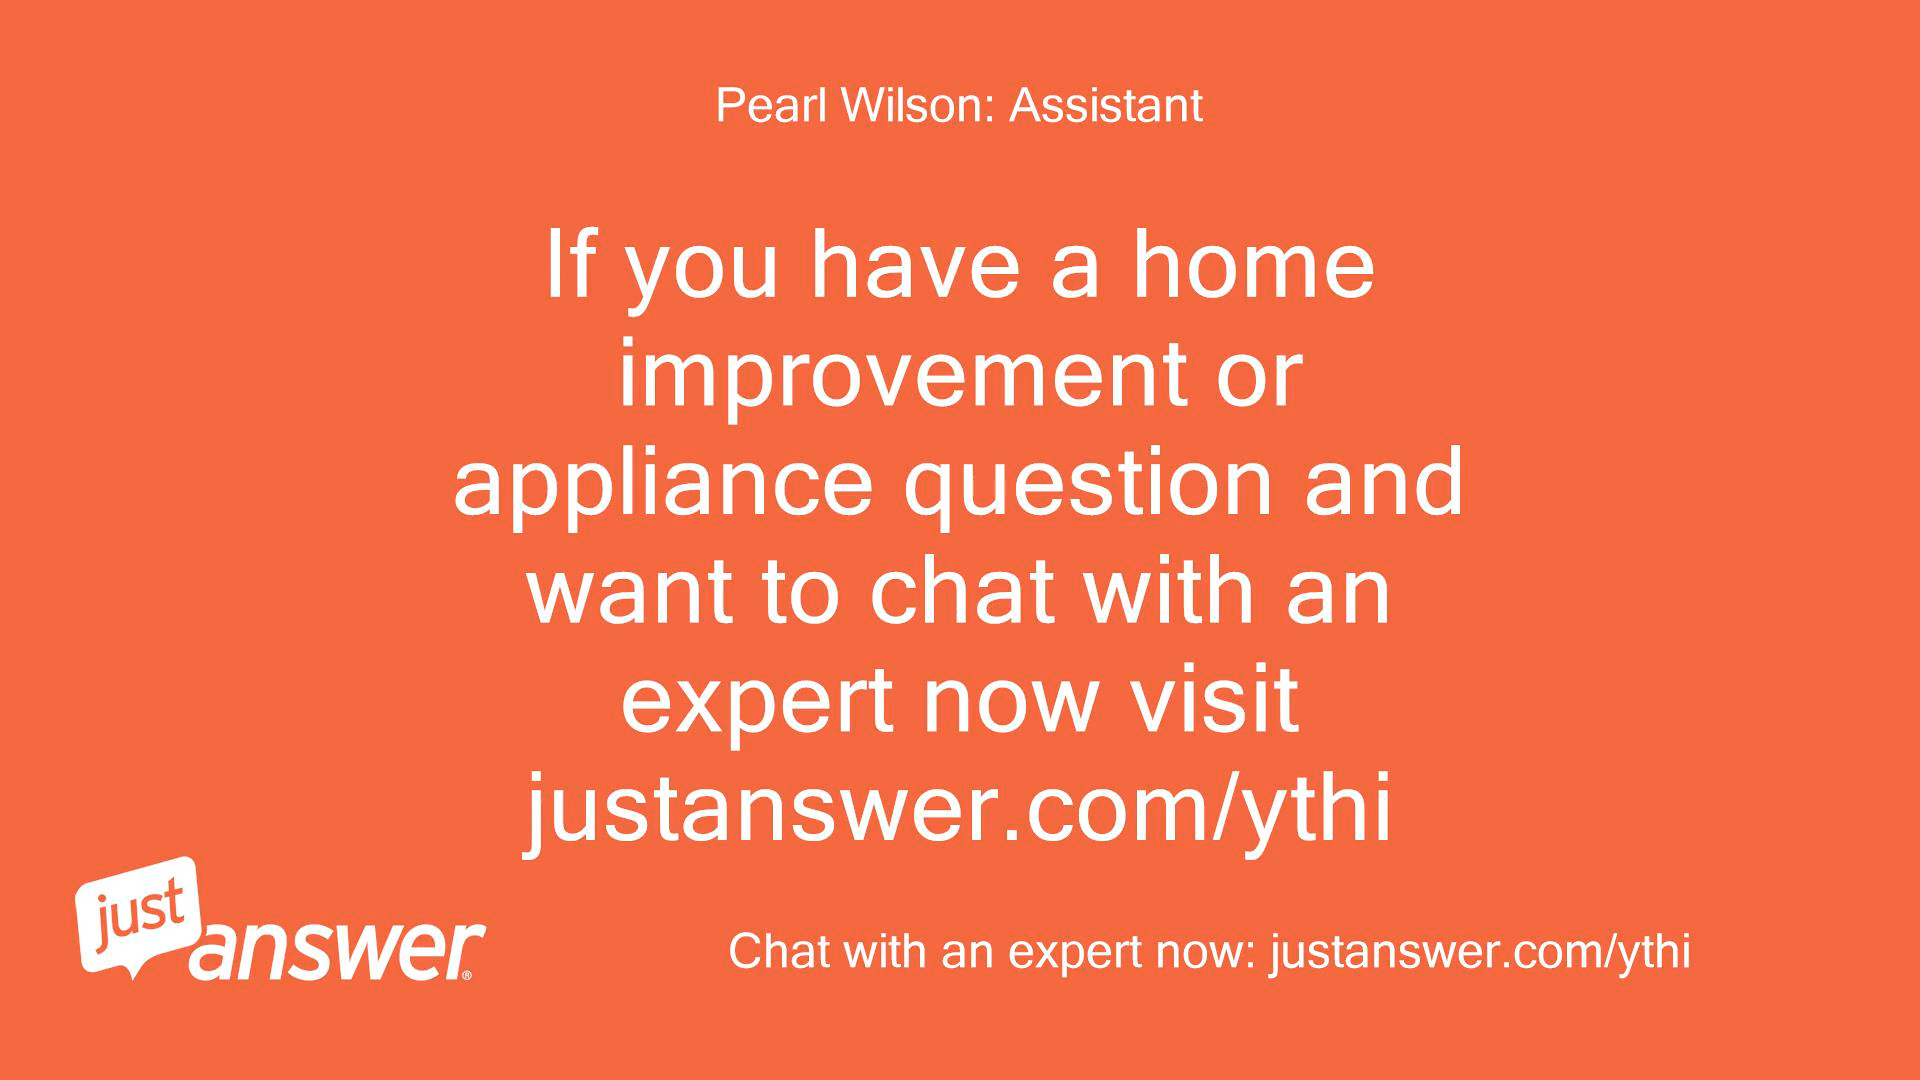 Pearl Wilson: Assistant
If you have a home
improvement or
appliance question and
want to chat with an
expert now visit
justanswer.com/ythi
just
answer®
Chat with an expert now: justanswer.com/ythi